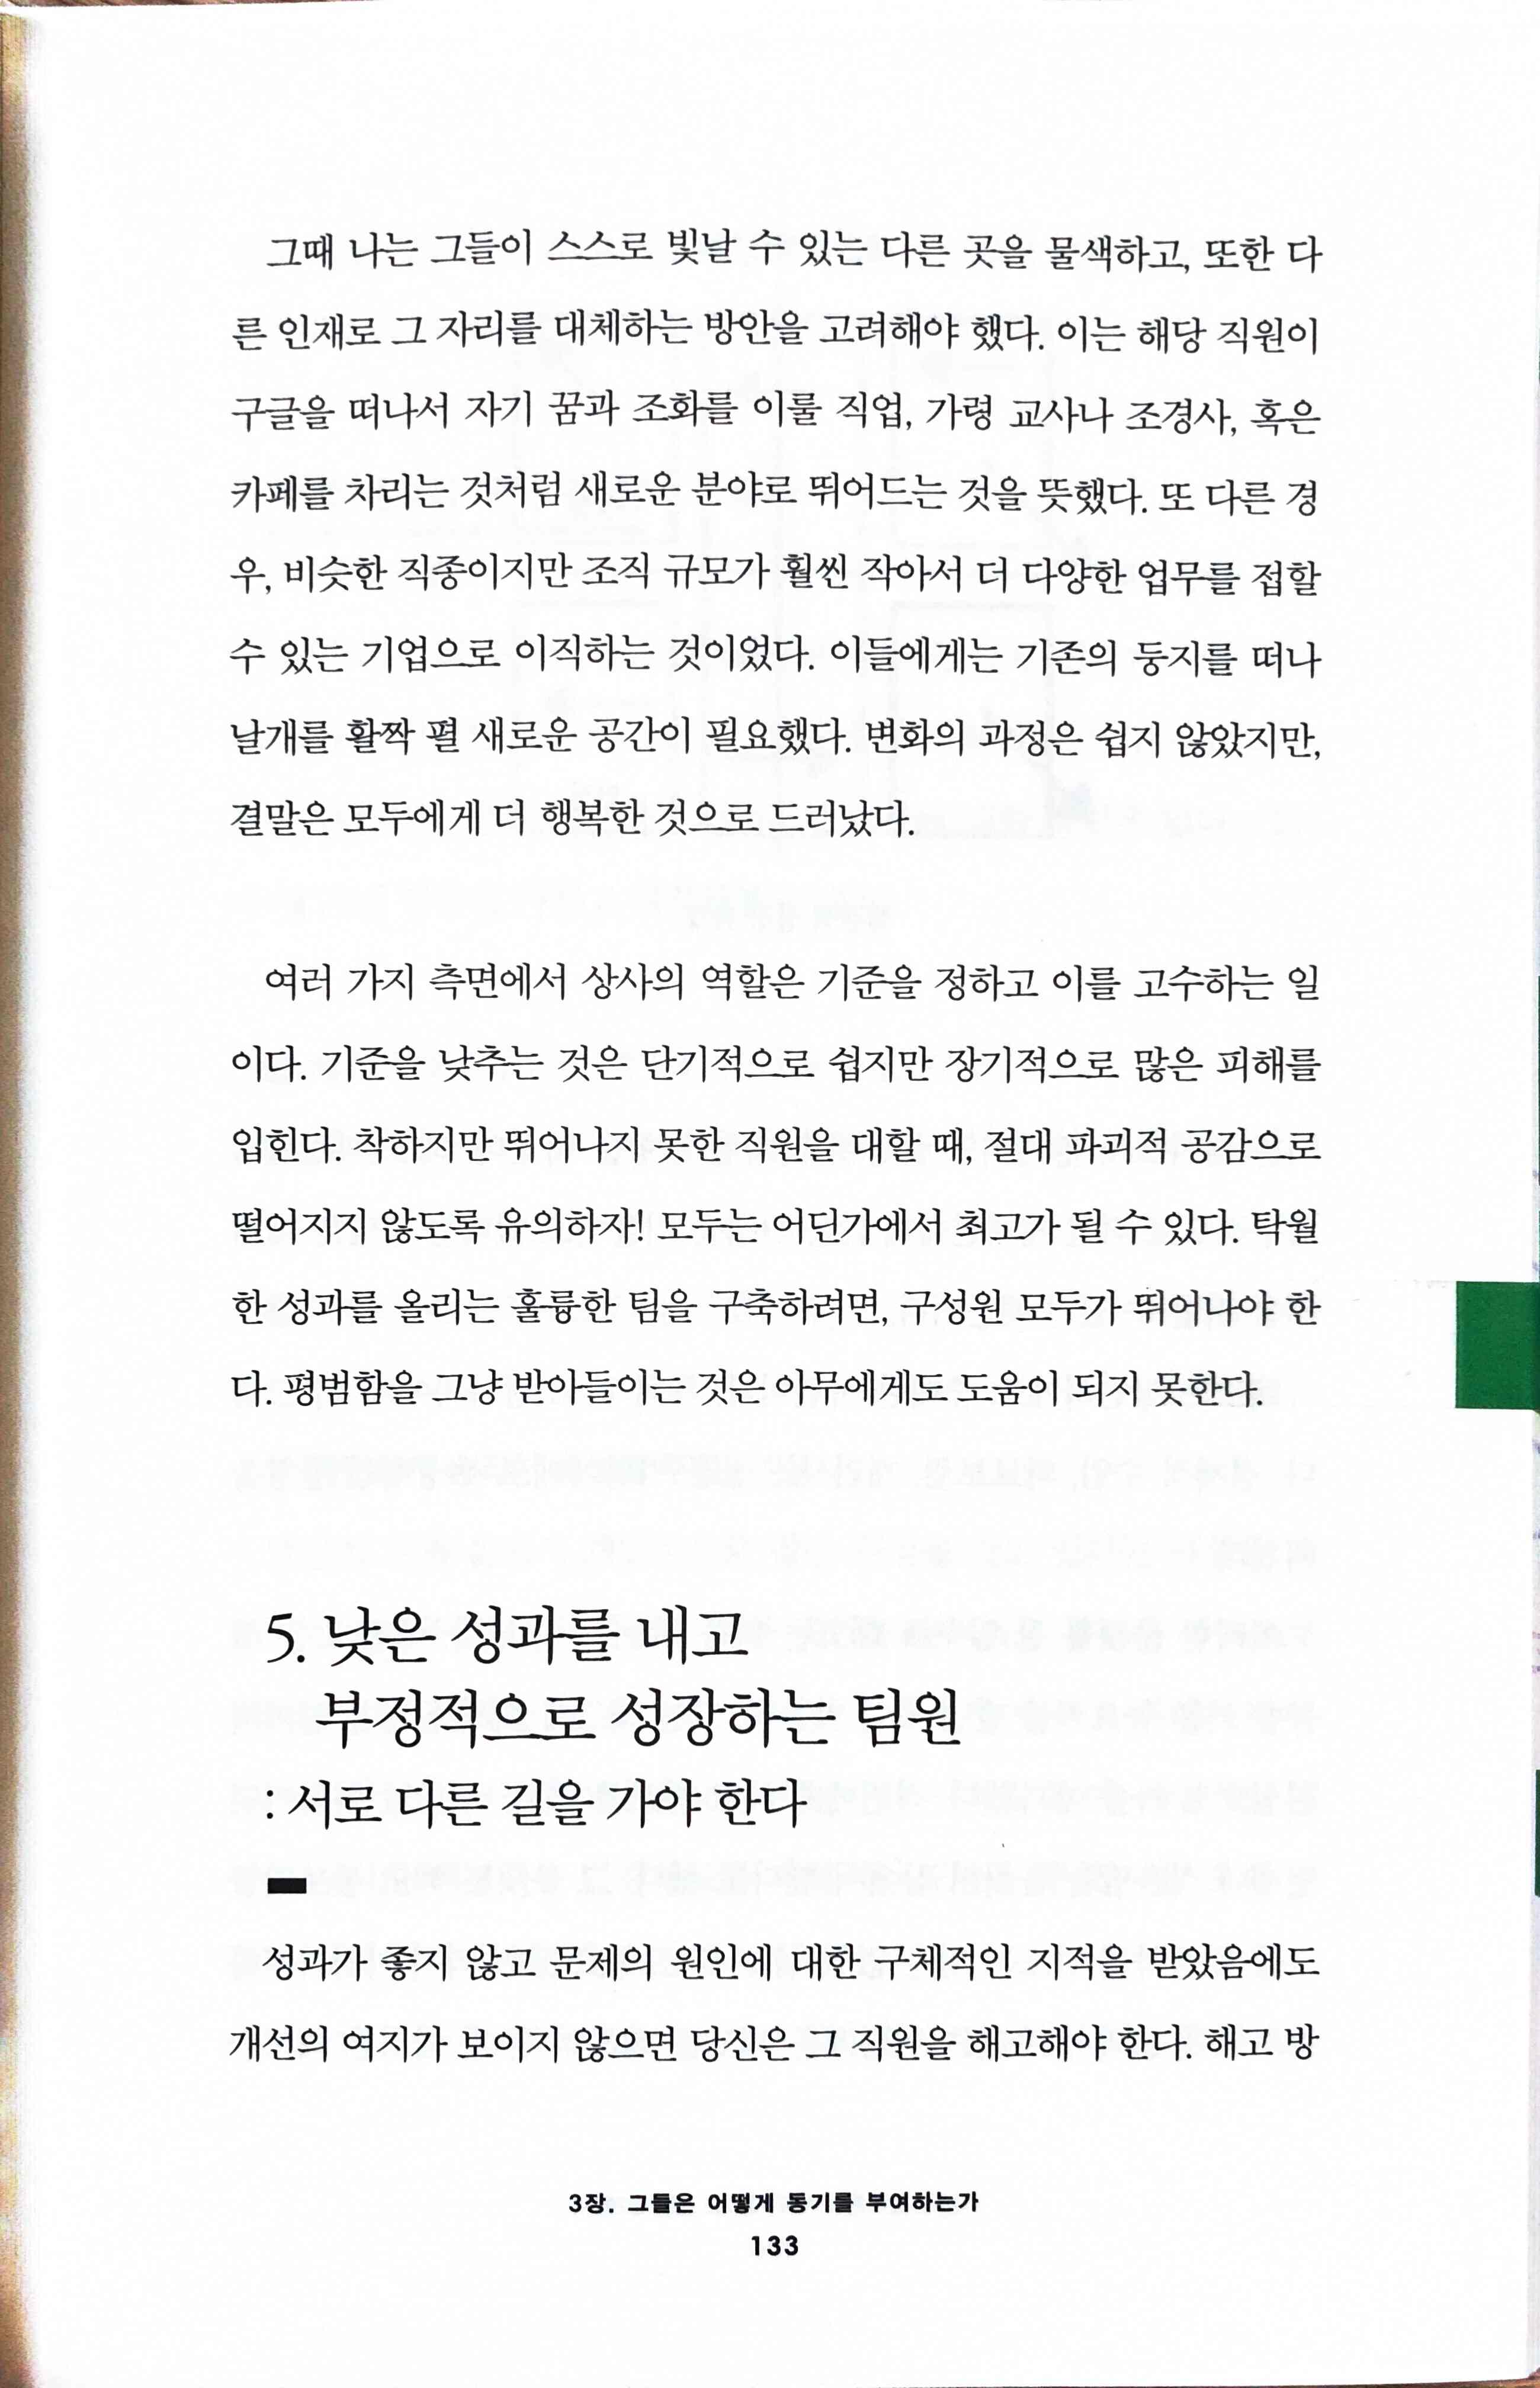 그때 나는 그들이 스스로 빛날 수 있는 다른 곳을 물색하고, 또한 다
른 인재로 그 자리를 대체하는 방안을 고려해야 했다. 이는 해당 직원이
구글을 떠나서 자기 꿈과 조화를 이룰 직업, 가령 교사나 조경사, 혹은
카페를 차리는 것처럼 새로운 분야로 뛰어드는 것을 뜻했다. 또 다른 경
우, 비슷한 직종이지만 조직 규모가 훨씬 작아서 더 다양한 업무를 접할
수 있는 기업으로 이직하는 것이었다. 이들에게는 기존의 둥지를 떠나
날개를 활짝 펼 새로운 공간이 필요했다. 변화의 과정은 쉽지 않았지만,
결말은 모두에게 더 행복한 것으로 드러났다.
여러 가지 측면에서 상사의 역할은 기준을 정하고 이를 고수하는 일
이다. 기준을 낮추는 것은 단기적으로 쉽지만 장기적으로 많은 피해를
입힌다. 착하지만 뛰어나지 못한 직원을 대할 때, 절대 파괴적 공감으로
떨어지지 않도록 유의하자! 모두는 어딘가에서 최고가 될 수 있다. 탁월
한 성과를 올리는 훌륭한 팀을 구축하려면, 구성원 모두가 뛰어나야 한
다. 평범함을 그냥 받아들이는 것은 아무에게도 도움이 되지 못한다.
5. 낮은 성과를 내고
부정적으로 성장하는 팀원
: 서로 다른 길을 가야 한다
성과가 좋지 않고 문제의 원인에 대한 구체적인 지적을 받았음에도
개선의 여지가 보이지 않으면 당신은 그 직원을 해고해야 한다. 해고 방
3장. 그들은 어떻게 동기를 부여하는가
133